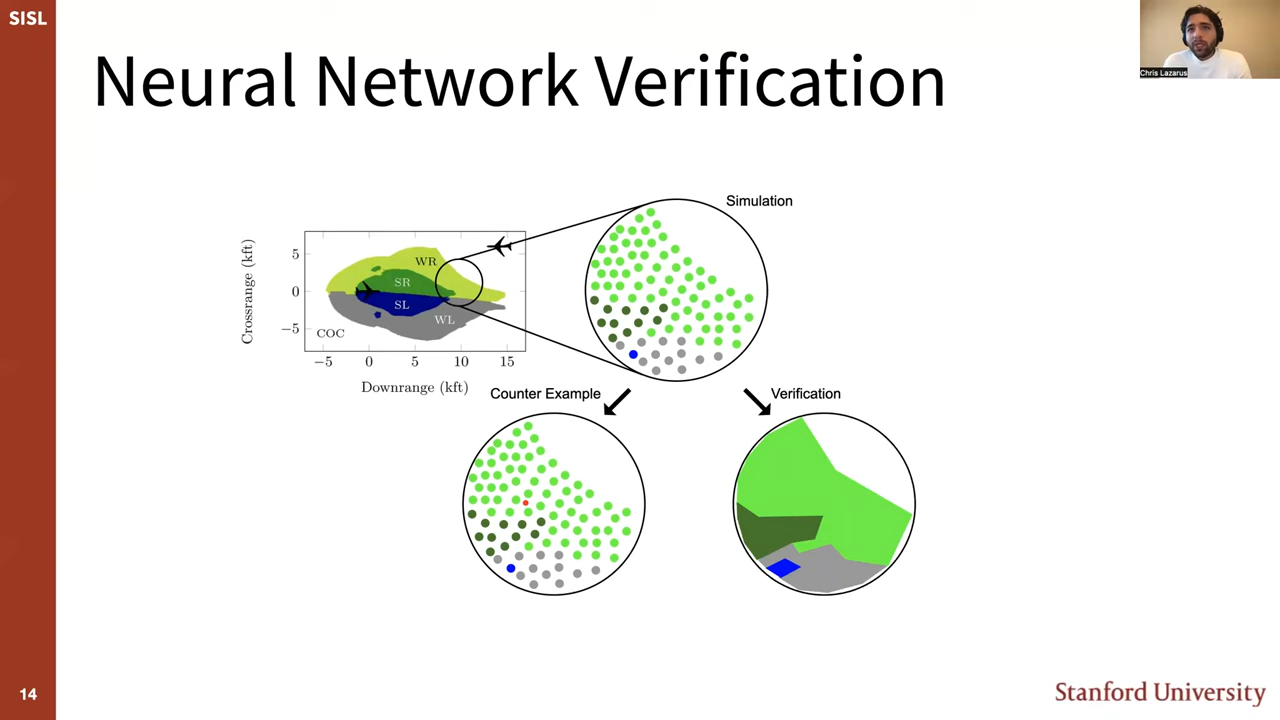 SISL
Neural Network Verification
Chris Lazarus
Simulation
Crossrange (kft)
5
0
−5
WR
SR
SL
WL
COC
−5
0
5
10
15
Downrange (kft)
Counter Example
Verification
14
Stanford University